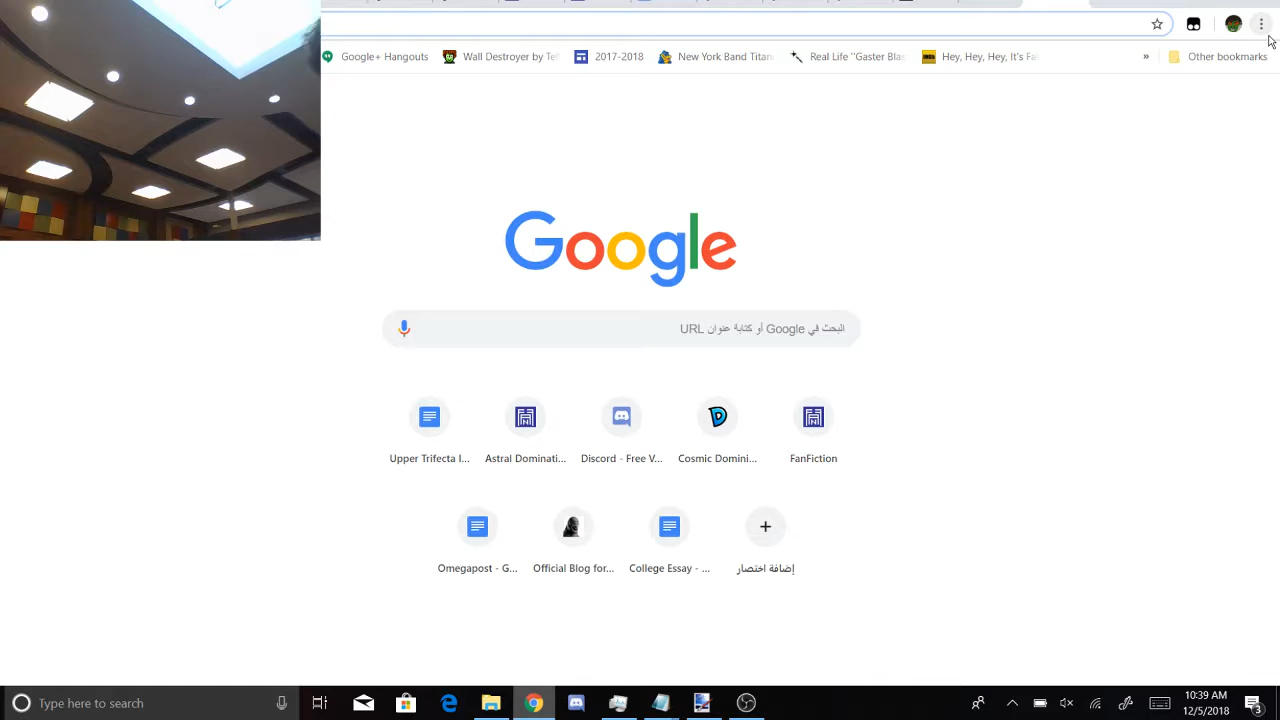 Google+ Hangouts
Wall Destroyer by Tef
2017-2018
New York Band Titan
Real Life "Gaster Blas
Hey, Hey, Hey, It's Fa
»
Other bookmarks
Google
البحث في Google أو كتابة عنوان URL
Upper Trifecta I...
Astral Dominati...
Discord - Free V...
Cosmic Domini...
FanFiction
Omegapost - G...
Official Blog for...
College Essay - ...
إضافة اختصار
Type here to search
10:39 AM
12/5/2018
3